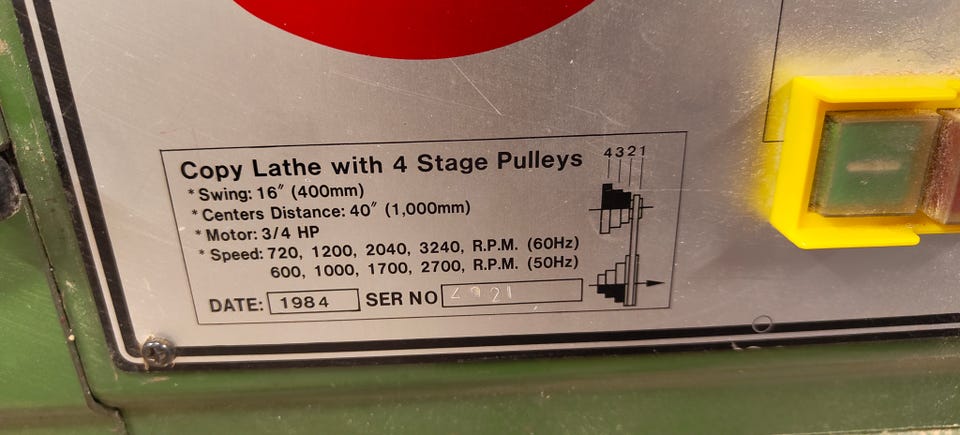 Copy Lathe with 4 Stage Pulleys
4321
*Swing: 16″ (400mm)
*Centers Distance: 40″ (1,000mm)
*Motor: 3/4 HP
*Speed: 720, 1200, 2040, 3240, R.P.M. (60Hz)
600, 1000, 1700, 2700, R.P.M. (50Hz)
DATE: 1984 SER NO